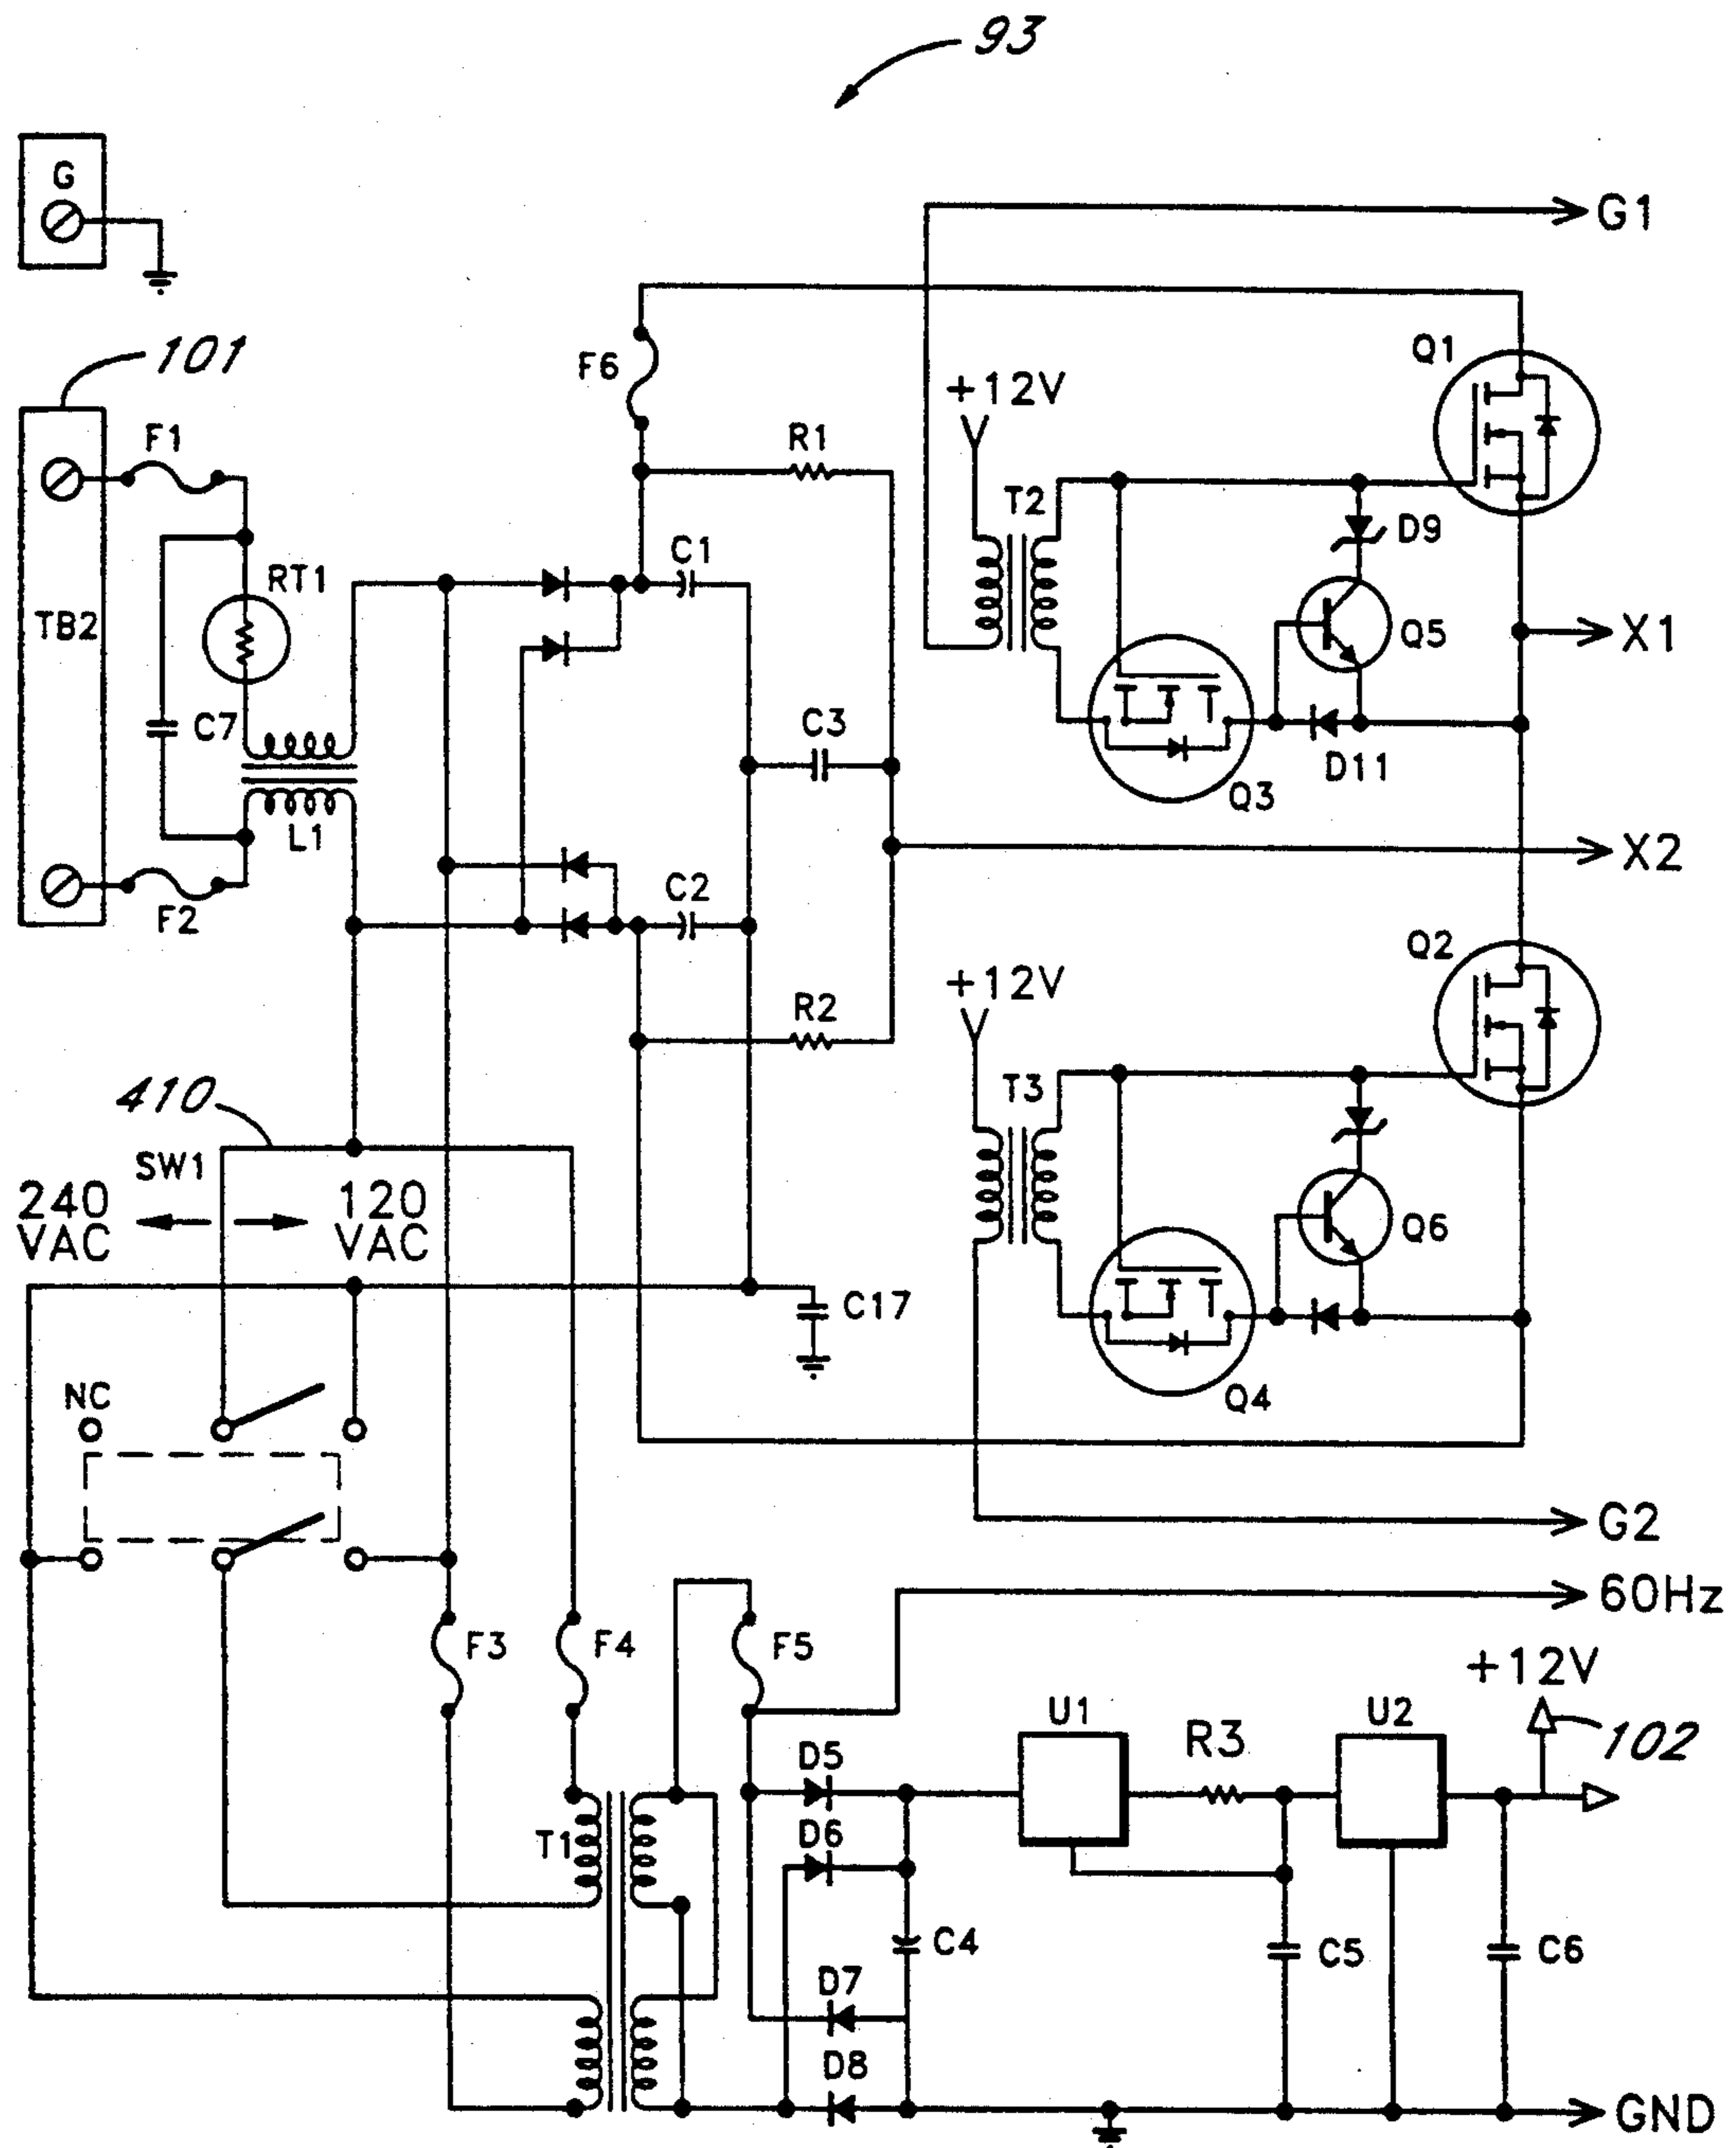 93
G
G1
101
F1
F6
R1
+12V
Q1
T2
D9
C1
RT1
TB2
Q5
X1
C7
C3
D11
Q3
L1
X2
C2
F2
Q2
+12V
R2
410
T3
SW1
240
VAC
120
VAC
Q6
C17
NC
Q4
G2
60Hz
F3
F4
F5
+12V
U1
U2
102
R3
D5
T1
D6
C4
C5
C6
D7
D8
GND